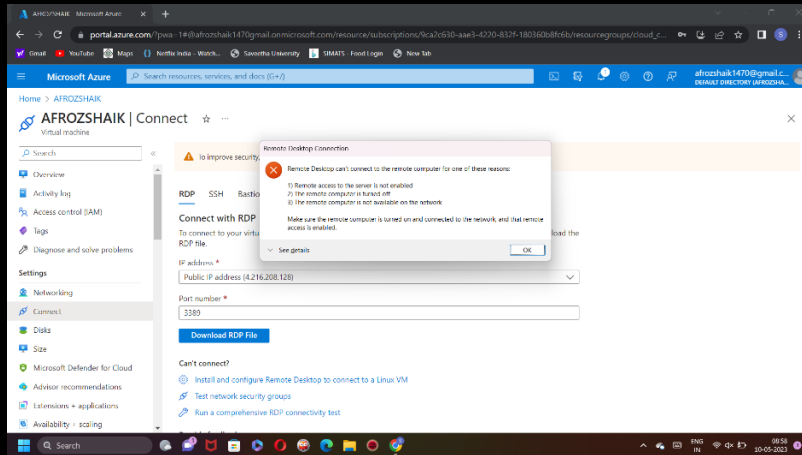 AFROZSHAIK - Microsoft Azure
portal.azure.com/?pwa=1#@afrozshaik1470gmail.onmicrosoft.com/resource/subscriptions/9ca2c630-aae3-4220-832f-180360b8fc6b/resourcegroups/cloud_c...
Gmail YouTube Maps Netflix India - Watch... Saveetha University SIMATS - Food Login New Tab
Microsoft Azure Search resources, services, and docs (G+/) 1 afrozshaik1470@gmail.c...
DEFAULT DIRECTORY (AFROZSHA...
Home > AFROZSHAIK
AFROZSHAIK | Connect ...
Virtual machine
Search
Overview
Activity log
Access control (IAM)
Tags
Diagnose and solve problems
Settings
Networking
Connect
Disks
Size
Microsoft Defender for Cloud
Advisor recommendations
Extensions + applications
Availability + scaling
To improve security,
RDP SSH Bastio
Connect with RDP
To connect to your virtu load the
RDP file.
IP address *
Public IP address (4.216.208.128)
Port number *
3389
Download RDP File
Can't connect?
Install and configure Remote Desktop to connect to a Linux VM
Test network security groups
Run a comprehensive RDP connectivity test
Remote Desktop Connection
Remote Desktop can't connect to the remote computer for one of these reasons:
1) Remote access to the server is not enabled
2) The remote computer is turned off
3) The remote computer is not available on the network
Make sure the remote computer is turned on and connected to the network, and that remote
access is enabled.
See details OK
Search
ENG
IN
08:58
10-05-2023